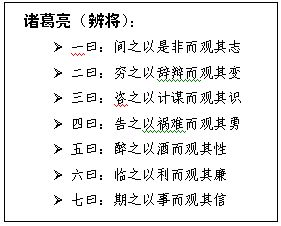 诸葛亮（辨将）：
➢ 一曰：间之以是非而观其志
➢ 二曰：穷之以辞辩而观其变
➢ 三曰：咨之以计谋而观其识
➢ 四曰：告之以祸难而观其勇
➢ 五曰：醉之以酒而观其性
➢ 六曰：临之以利而观其廉
➢ 七曰：期之以事而观其信